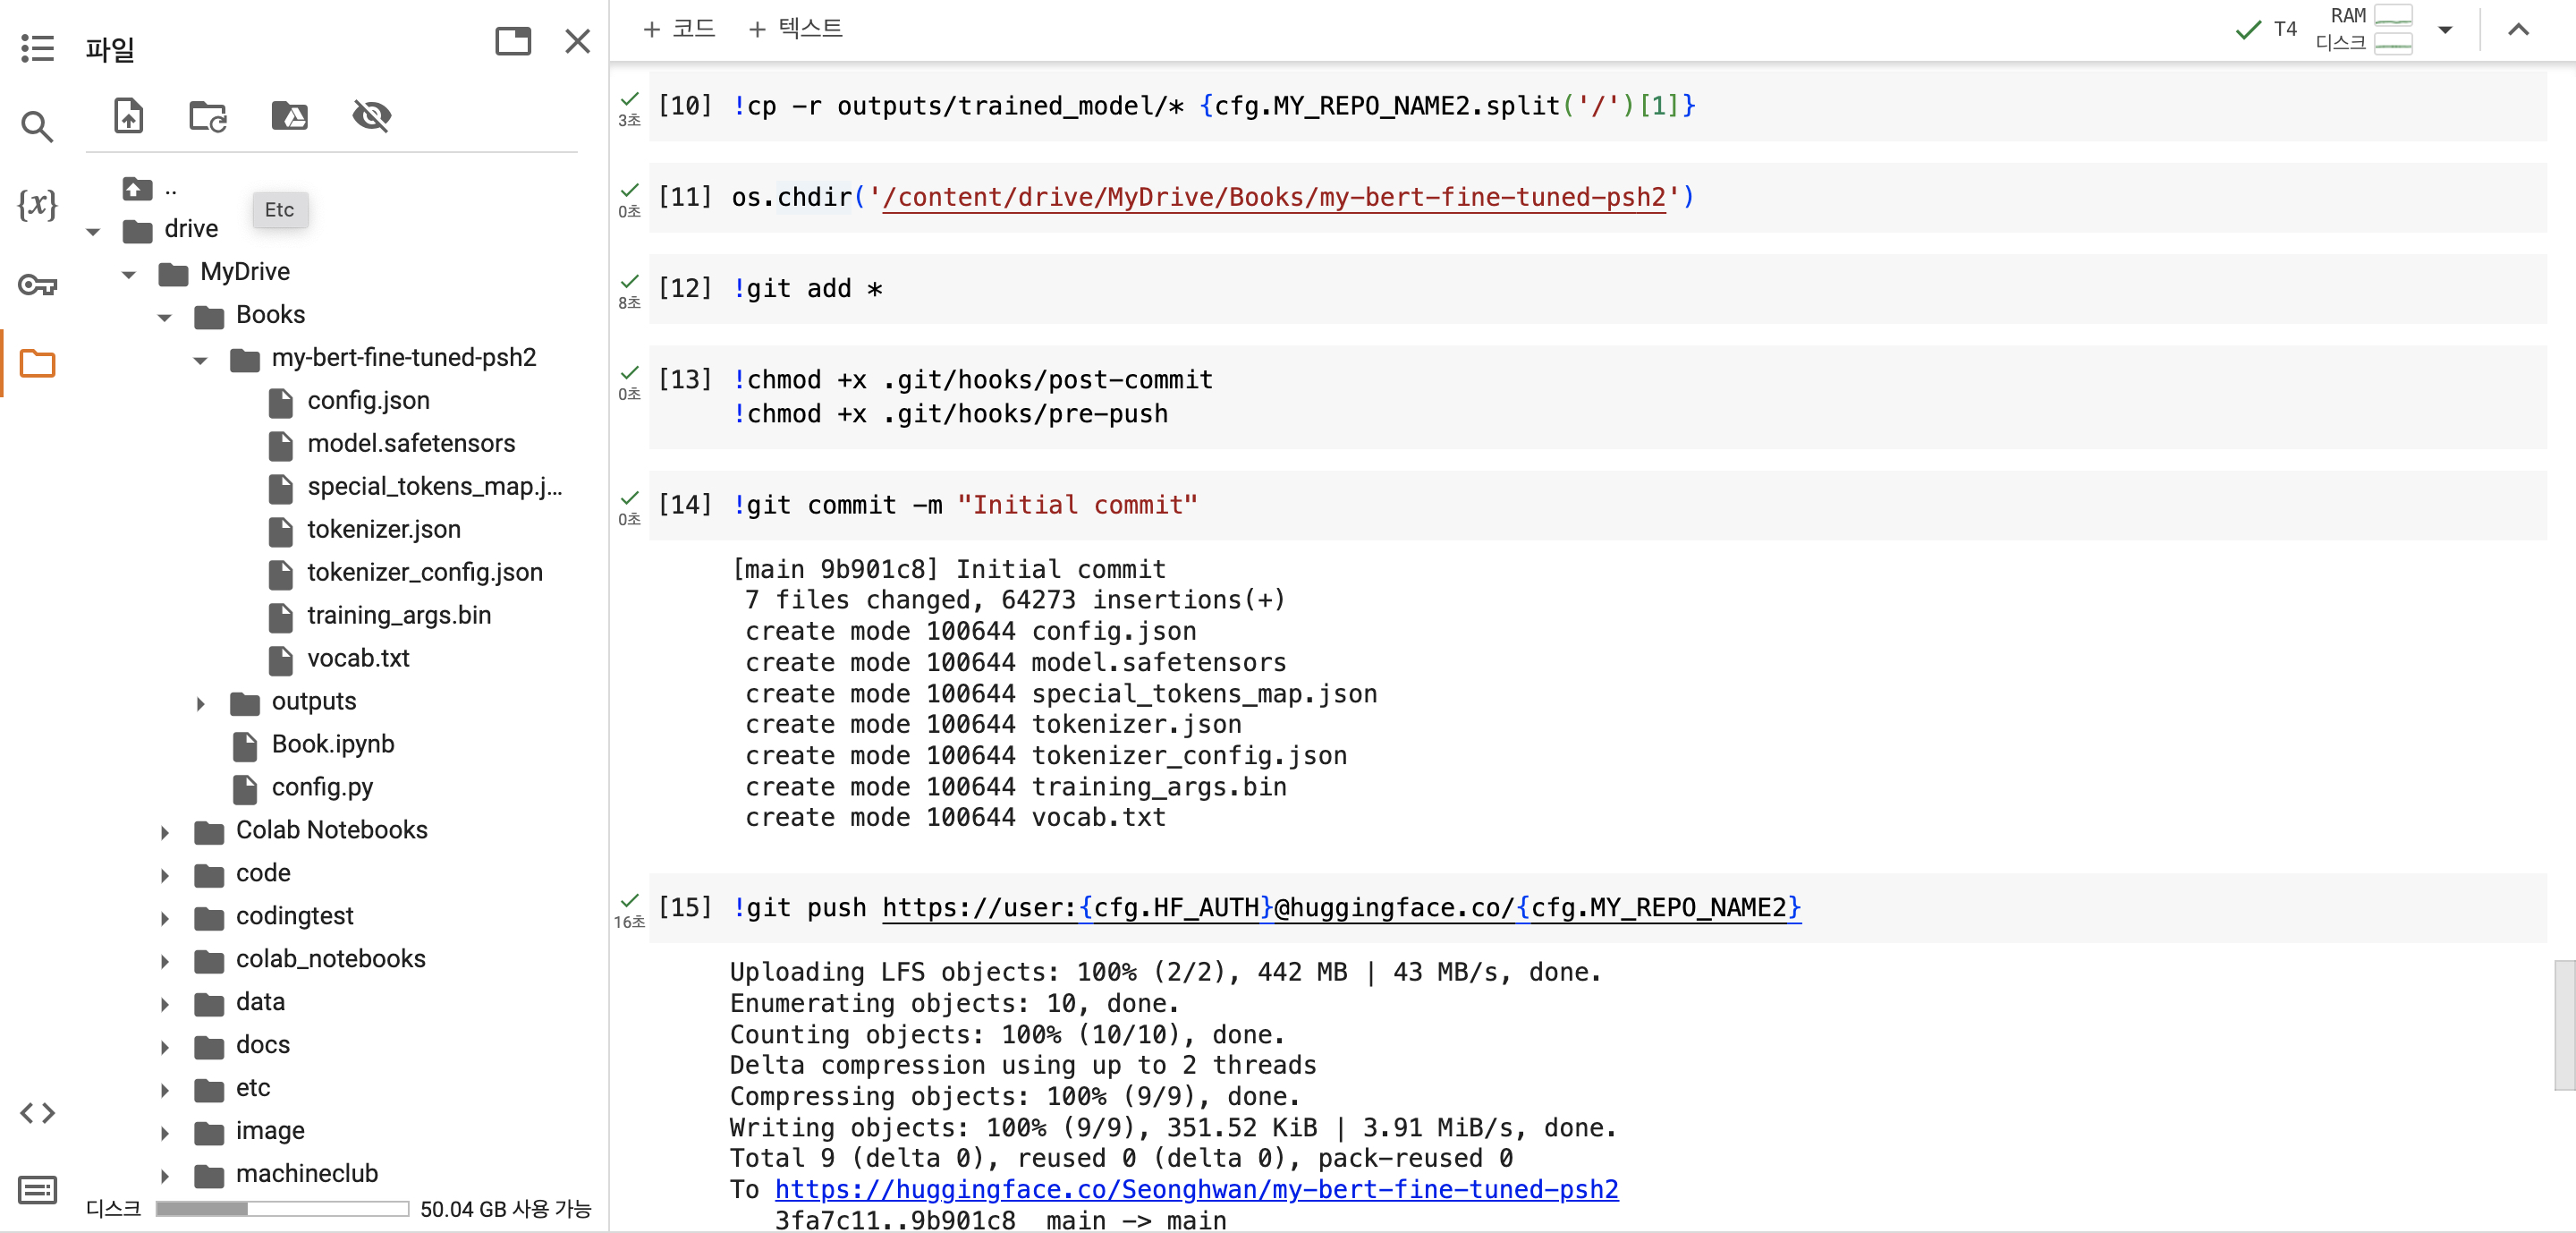 파일
..
Etc
drive
MyDrive
Books
my-bert-fine-tuned-psh2
config.json
model.safetensors
special_tokens_map.j...
tokenizer.json
tokenizer_config.json
training_args.bin
vocab.txt
outputs
Book.ipynb
config.py
Colab Notebooks
code
codingtest
colab_notebooks
data
docs
etc
image
machineclub
디스크 50.04 GB 사용 가능
+ 코드 + 텍스트
T4 RAM
디스크
[10] !cp -r outputs/trained_model/* {cfg.MY_REPO_NAME2.split('/')[1]}
3초
[11] os.chdir('/content/drive/MyDrive/Books/my-bert-fine-tuned-psh2')
0초
[12] !git add *
8초
[13] !chmod +x .git/hooks/post-commit
0초
!chmod +x .git/hooks/pre-push
[14] !git commit -m "Initial commit"
0초
[main 9b901c8] Initial commit
7 files changed, 64273 insertions(+)
create mode 100644 config.json
create mode 100644 model.safetensors
create mode 100644 special_tokens_map.json
create mode 100644 tokenizer.json
create mode 100644 tokenizer_config.json
create mode 100644 training_args.bin
create mode 100644 vocab.txt
[15] !git push https://user:{cfg.HF_AUTH}@huggingface.co/{cfg.MY_REPO_NAME2}
16초
Uploading LFS objects: 100% (2/2), 442 MB | 43 MB/s, done.
Enumerating objects: 10, done.
Counting objects: 100% (10/10), done.
Delta compression using up to 2 threads
Compressing objects: 100% (9/9), done.
Writing objects: 100% (9/9), 351.52 KiB | 3.91 MiB/s, done.
Total 9 (delta 0), reused 0 (delta 0), pack-reused 0
To https://huggingface.co/Seonghwan/my-bert-fine-tuned-psh2
3fa7c11..9b901c8 main -> main